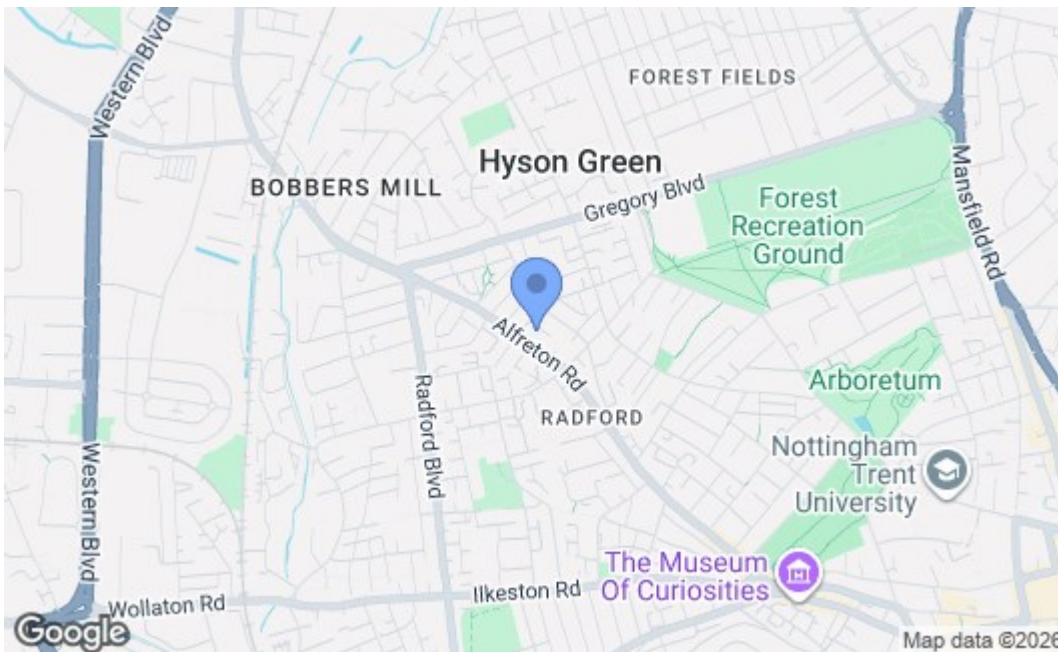 Western Blvd
FOREST FIELDS
Hyson Green
BOBBERS MILL
Gregory Blvd
Mansfield Rd
Forest
Recreation
Ground
Alfreton Rd
Arboretum
Radford Blvd
RADFORD
Nottingham
Trent
University
Western Blvd
The Museum
Of Curiosities
Ilkeston Rd
Wollaton Rd
Google
Map data ©2026